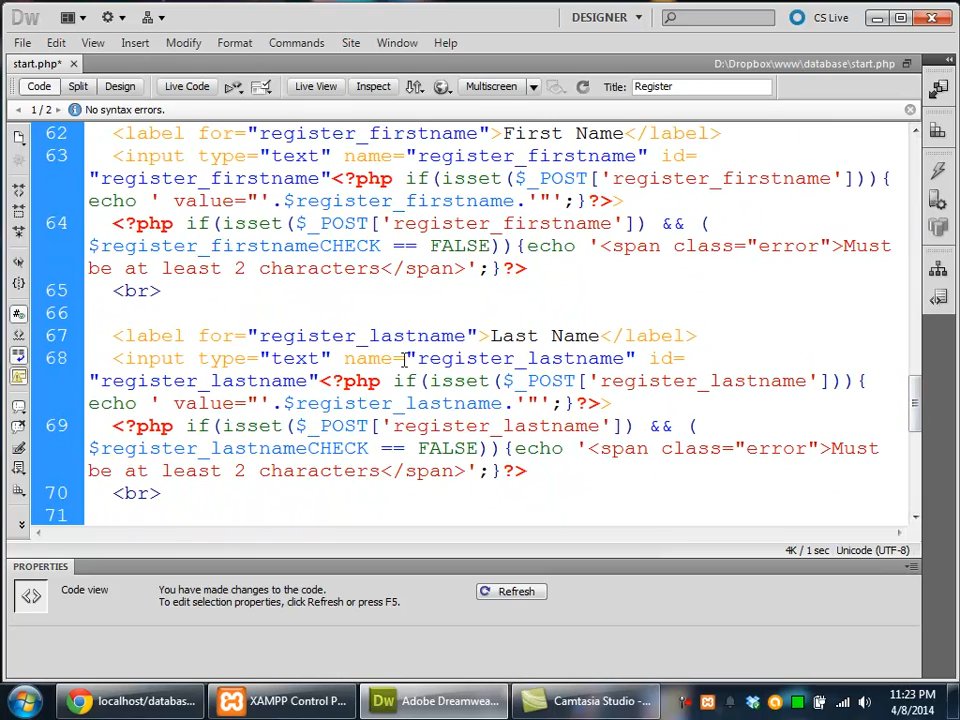 Dw DESIGNER CS Live
File Edit View Insert Modify Format Commands Site Window Help
start.php* D:\Dropbox\www\database\start.php
Code Split Design Live Code Live View Inspect Multiscreen Title: Register
1 / 2 No syntax errors.
62 <label for="register_firstname">First Name</label>
63 <input type="text" name="register_firstname" id=
"register_firstname"<?php if(isset($_POST['register_firstname'])){
echo ' value="'.$register_firstname.'"';}?>>
64 <?php if(isset($_POST['register_firstname']) && (
$register_firstnameCHECK == FALSE)){echo '<span class="error">Must
be at least 2 characters</span>';}?>
65 <br>
66
67 <label for="register_lastname">Last Name</label>
68 <input type="text" name="register_lastname" id=
"register_lastname"<?php if(isset($_POST['register_lastname'])){
echo ' value="'.$register_lastname.'"';}?>>
69 <?php if(isset($_POST['register_lastname']) && (
$register_lastnameCHECK == FALSE)){echo '<span class="error">Must
be at least 2 characters</span>';}?>
70 <br>
71
4K / 1 sec Unicode (UTF-8)
PROPERTIES
Code view You have made changes to the code. Refresh
To edit selection properties, click Refresh or press F5.
localhost/databas... XAMPP Control P... Dw Adobe Dreamwea... Camtasia Studio - ... 11:23 PM
4/8/2014